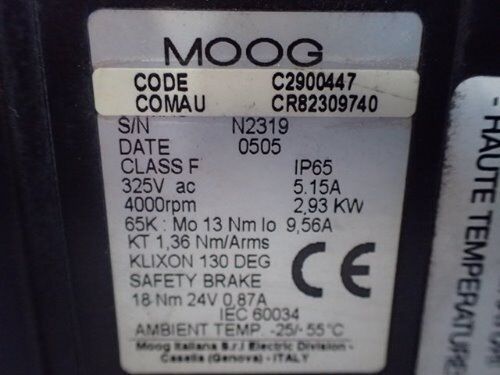 MOOG
CODE C2900447
COMAU CR82309740
S/N N2319
DATE 0505
CLASS F IP65
325V ac 5.15A
4000rpm 2,93 KW
65K : Mo 13 Nm Io 9,56A
KT 1,36 Nm/Arms
KLIXON 130 DEG
SAFETY BRAKE
18 Nm 24V 0,87A
IEC 60034
AMBIENT TEMP. -25/- 55°C
Moog Italiana S.r.l Electric Division -
Casella (Genova) - ITALY
CE
- HAUTE
TEMPERATURE